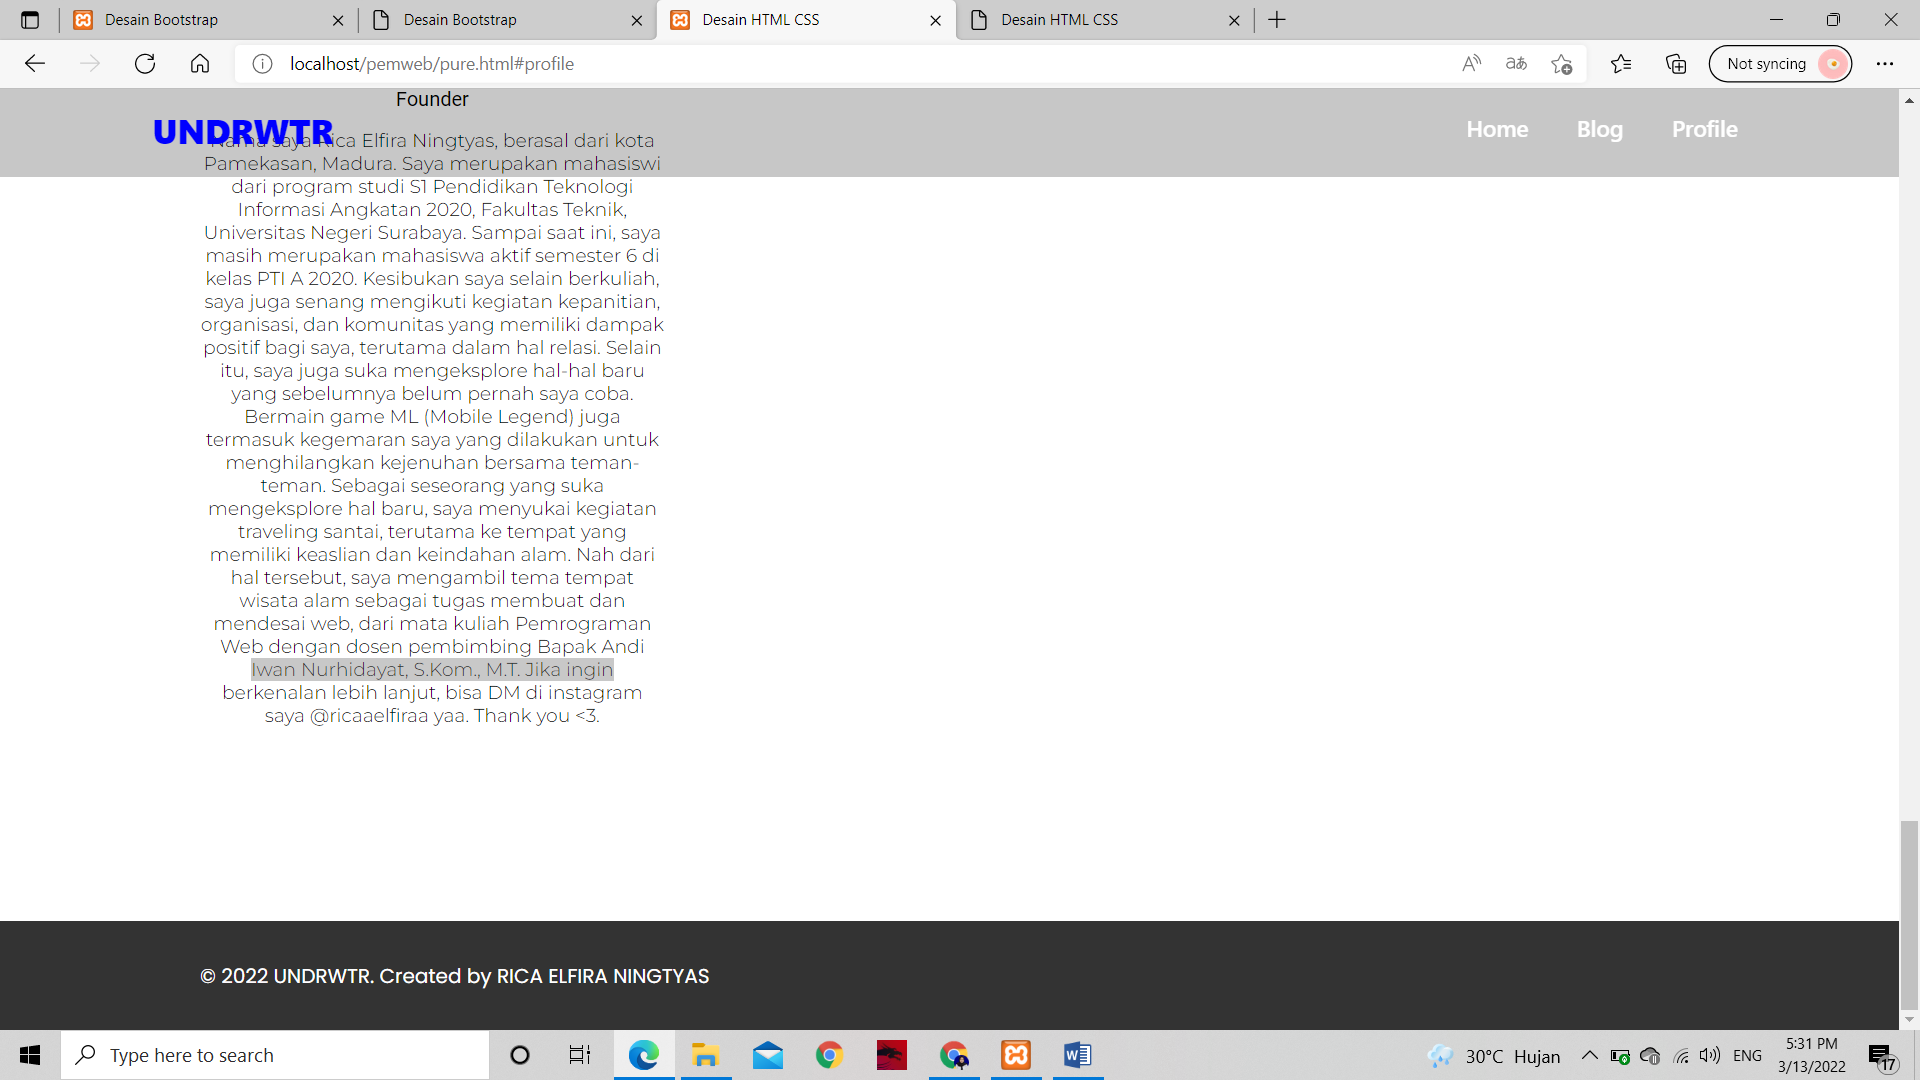 Desain Bootstrap
Desain Bootstrap
Desain HTML CSS
Desain HTML CSS
localhost/pemweb/pure.html#profile
Not syncing
Founder
UNDRWTR
Home
Blog
Profile
Nama saya Rica Elfira Ningtyas, berasal dari kota
Pamekasan, Madura. Saya merupakan mahasiswi
dari program studi S1 Pendidikan Teknologi
Informasi Angkatan 2020, Fakultas Teknik,
Universitas Negeri Surabaya. Sampai saat ini, saya
masih merupakan mahasiswa aktif semester 6 di
kelas PTI A 2020. Kesibukan saya selain berkuliah,
saya juga senang mengikuti kegiatan kepanitian,
organisasi, dan komunitas yang memiliki dampak
positif bagi saya, terutama dalam hal relasi. Selain
itu, saya juga suka mengeksplore hal-hal baru
yang sebelumnya belum pernah saya coba.
Bermain game ML (Mobile Legend) juga
termasuk kegemaran saya yang dilakukan untuk
menghilangkan kejenuhan bersama teman-
teman. Sebagai seseorang yang suka
mengeksplore hal baru, saya menyukai kegiatan
traveling santai, terutama ke tempat yang
memiliki keaslian dan keindahan alam. Nah dari
hal tersebut, saya mengambil tema tempat
wisata alam sebagai tugas membuat dan
mendesai web, dari mata kuliah Pemrograman
Web dengan dosen pembimbing Bapak Andi
Iwan Nurhidayat, S.Kom., M.T. Jika ingin
berkenalan lebih lanjut, bisa DM di instagram
saya @ricaaelfiraa yaa. Thank you <3.
© 2022 UNDRWTR. Created by RICA ELFIRA NINGTYAS
Type here to search
30°C Hujan
ENG
5:31 PM
3/13/2022
17